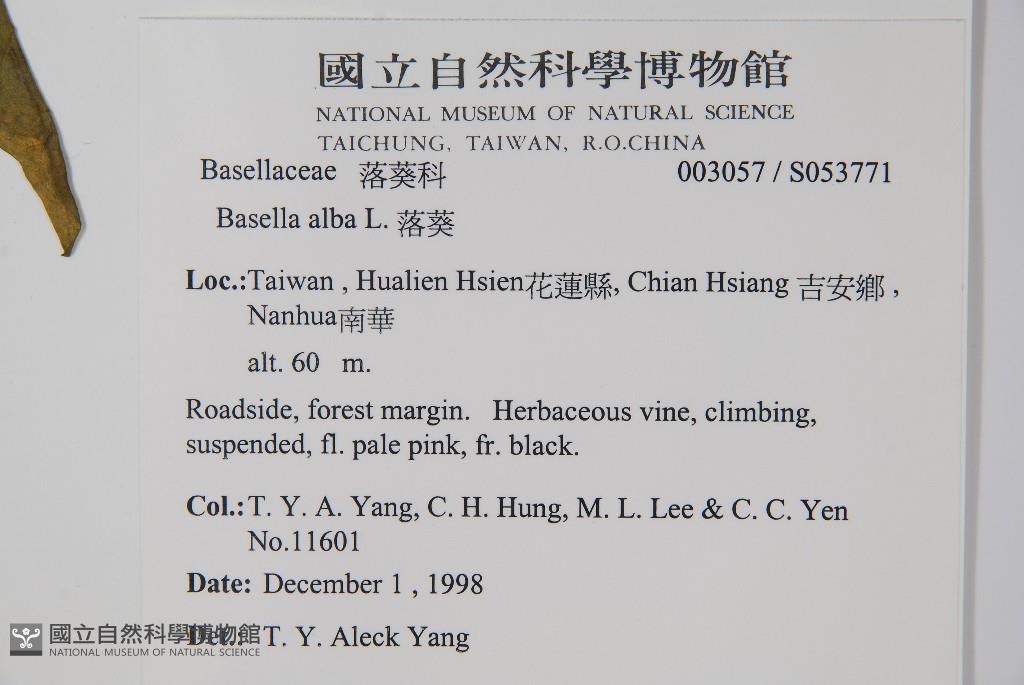 國立自然科學博物館
NATIONAL MUSEUM OF NATURAL SCIENCE
TAICHUNG, TAIWAN, R.O.CHINA
Basellaceae 落葵科 003057 / S053771
Basella alba L. 落葵
Loc.:Taiwan , Hualien Hsien花蓮縣, Chian Hsiang 吉安鄉 ,
Nanhua南華
alt. 60 m.
Roadside, forest margin. Herbaceous vine, climbing,
suspended, fl. pale pink, fr. black.
Col.:T. Y. A. Yang, C. H. Hung, M. L. Lee & C. C. Yen
No.11601
Date: December 1 , 1998
Det.: T. Y. Aleck Yang
國立自然科學博物館
NATIONAL MUSEUM OF NATURAL SCIENCE